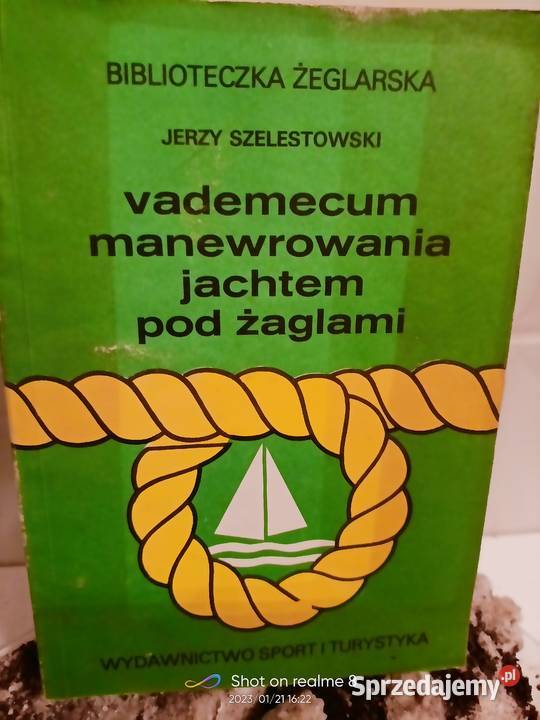 BIBLIOTECZKA ŻEGLARSKA
JERZY SZELESTOWSKI
vademecum
manewrowania
jachtem
pod żaglami
WYDAWNICTWO SPORT I TURYSTYKA
Shot on realme 8
2023/01/21 16:22
Sprzedajemy.pl